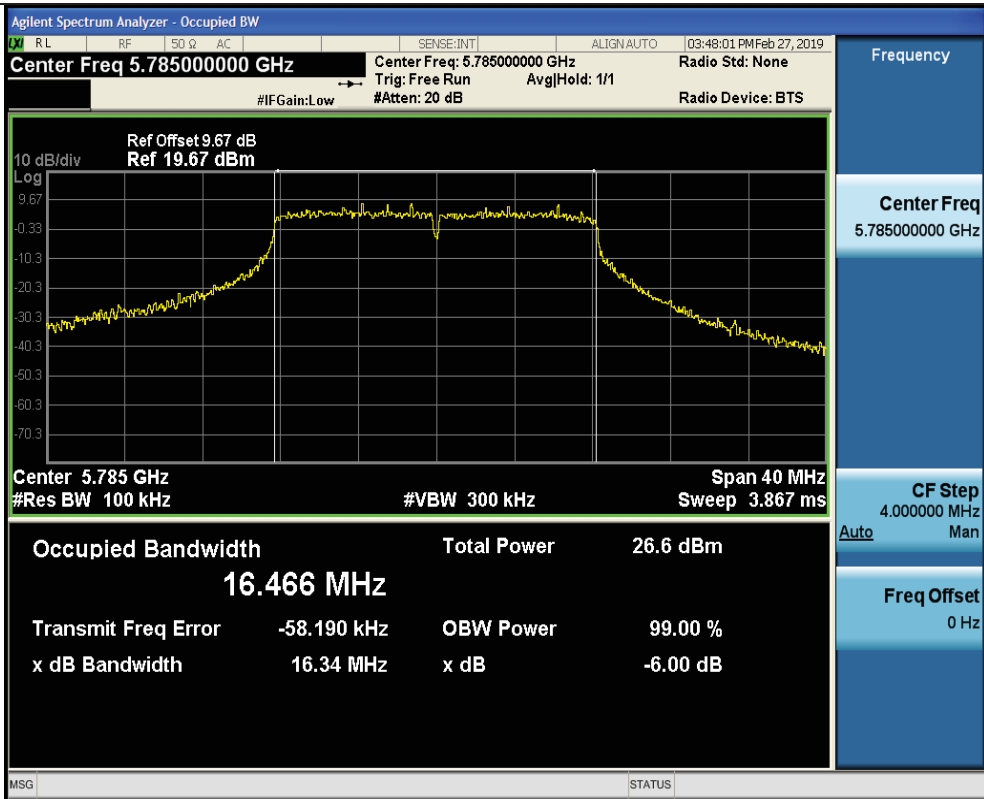 Agilent Spectrum Analyzer - Occupied BW
LXI RL RF 50 Ω AC SENSE:INT ALIGN AUTO 03:48:01 PM Feb 27, 2019
Center Freq 5.785000000 GHz
Center Freq: 5.785000000 GHz
Radio Std: None
Trig: Free Run Avg|Hold: 1/1
#IFGain:Low
#Atten: 20 dB
Radio Device: BTS
Ref Offset 9.67 dB
10 dB/div Ref 19.67 dBm
Log
9.67
-0.33
-10.3
-20.3
-30.3
-40.3
-50.3
-60.3
-70.3
Center 5.785 GHz Span 40 MHz
#Res BW 100 kHz #VBW 300 kHz Sweep 3.867 ms
Occupied Bandwidth Total Power 26.6 dBm
16.466 MHz
Transmit Freq Error -58.190 kHz OBW Power 99.00 %
x dB Bandwidth 16.34 MHz x dB -6.00 dB
MSG STATUS
Frequency
Center Freq
5.785000000 GHz
CF Step
4.000000 MHz
Auto Man
Freq Offset
0 Hz